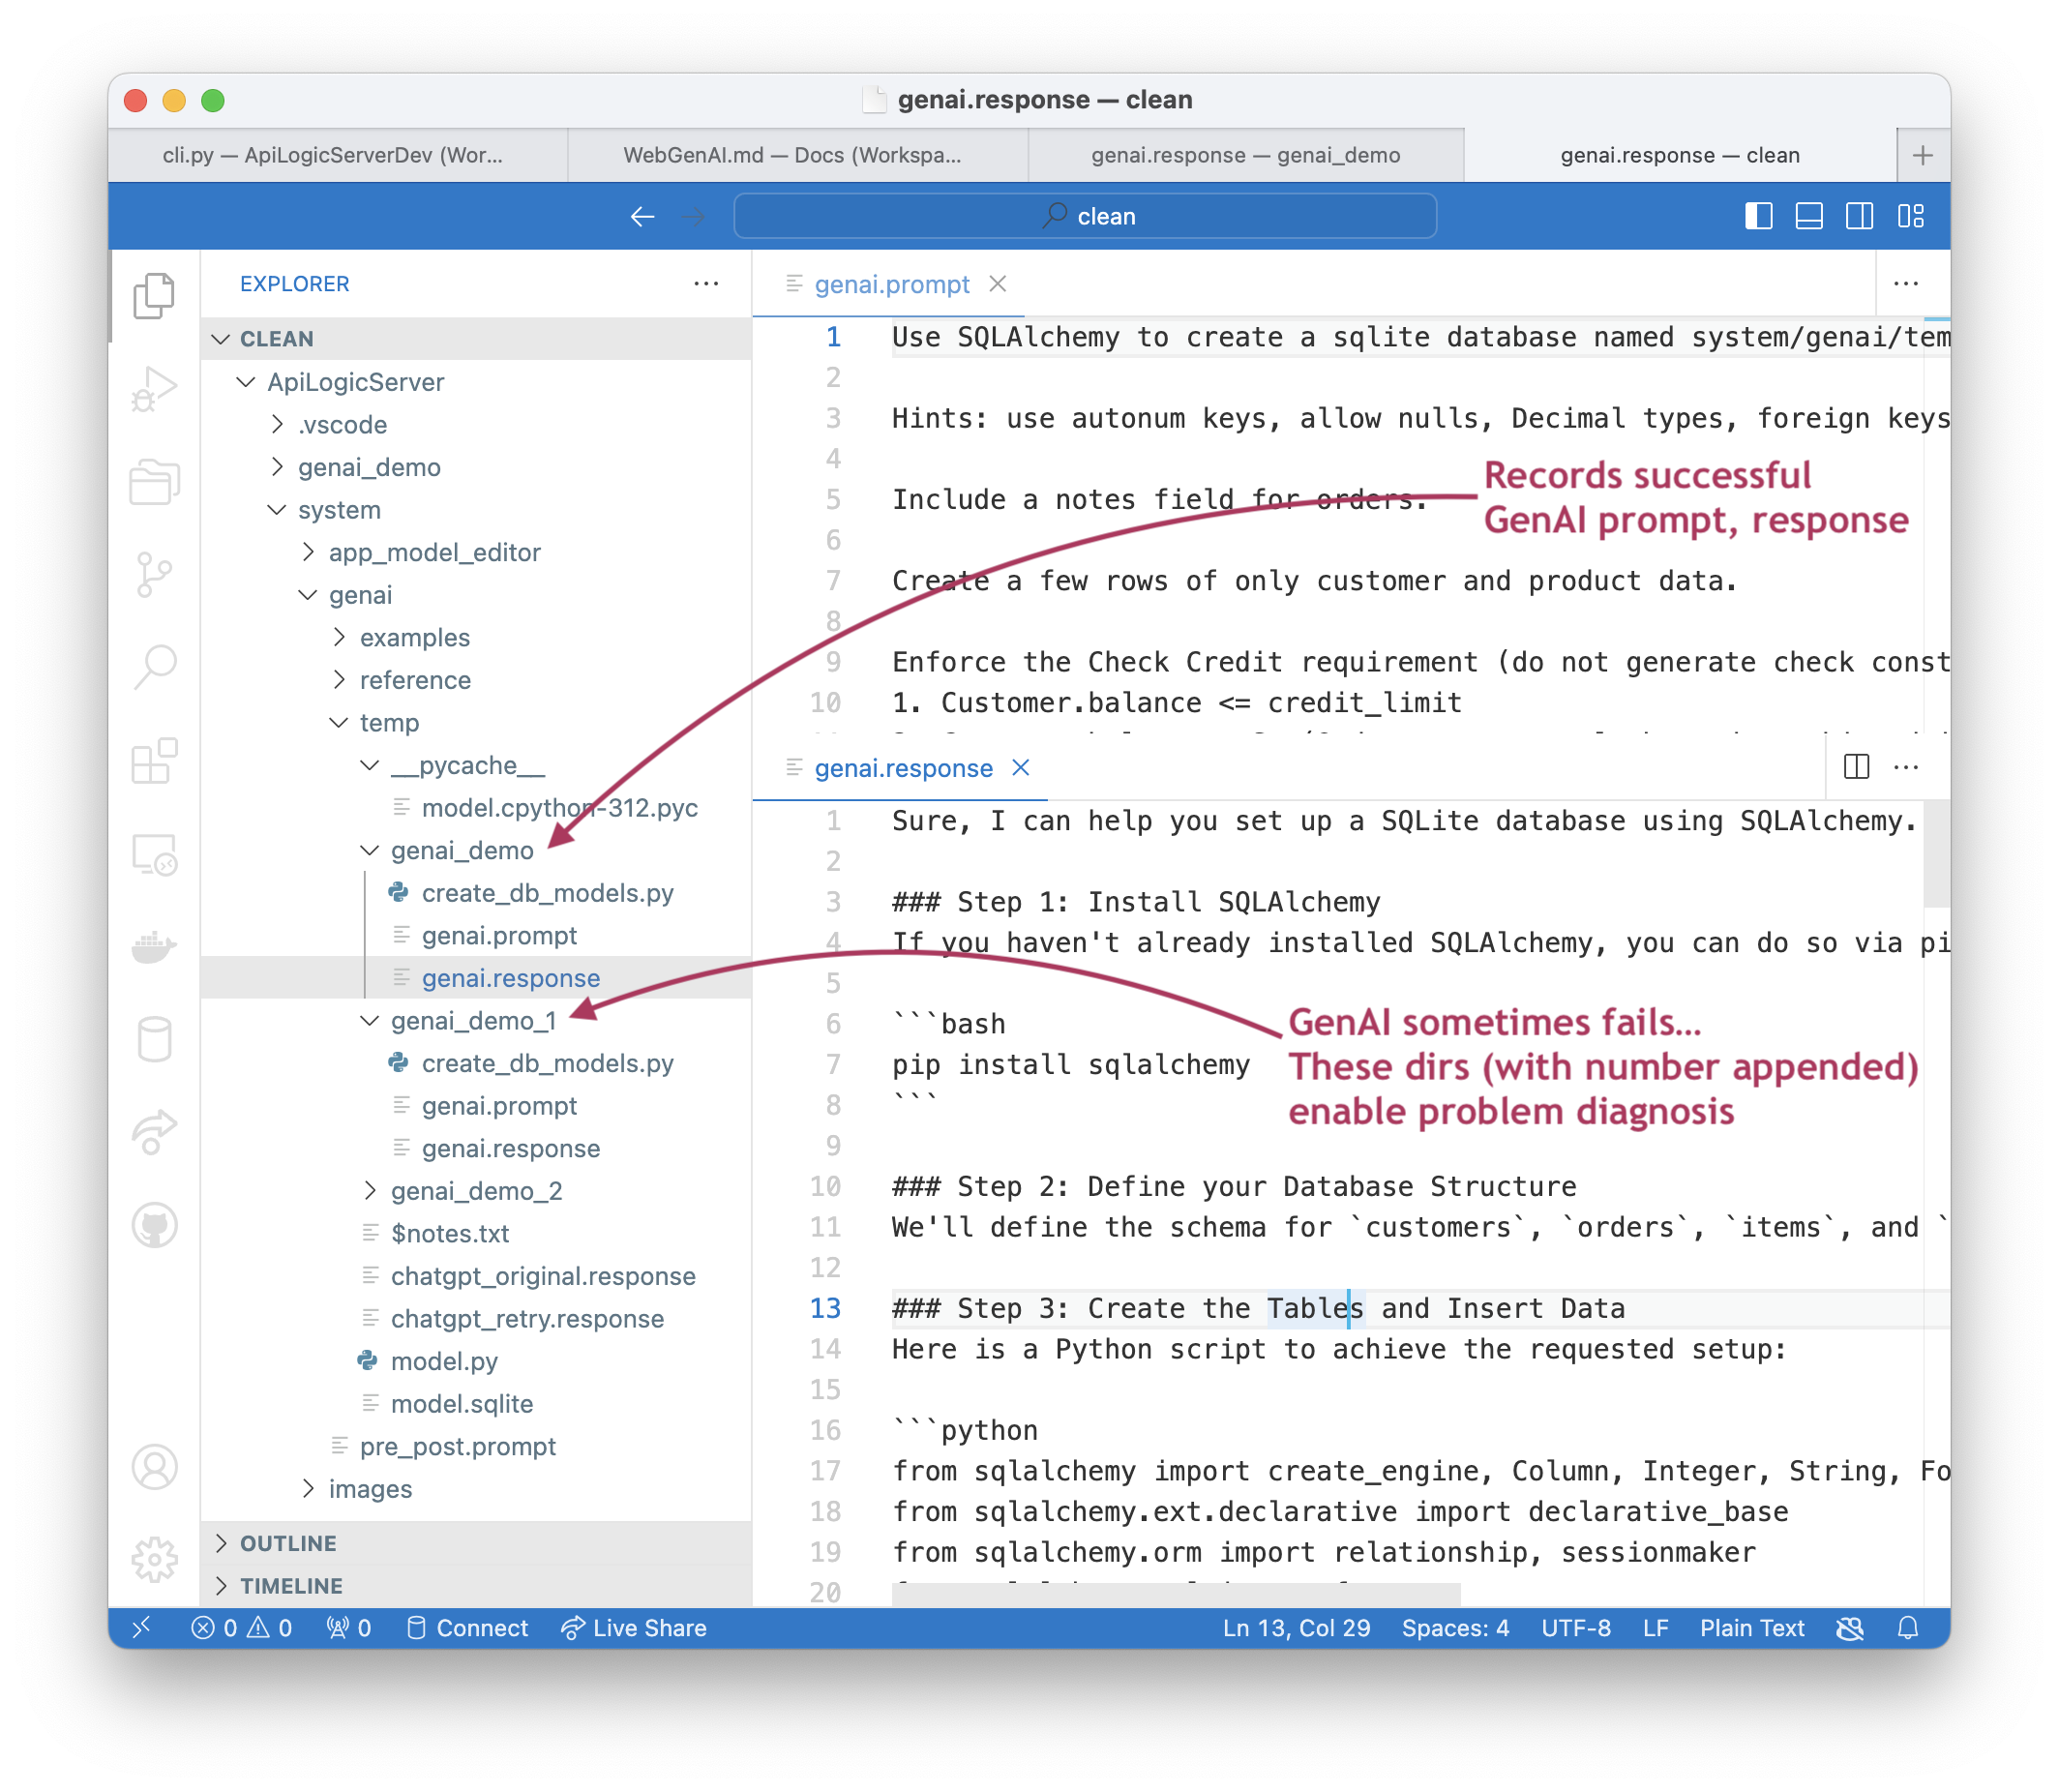 genai.response — clean
cli.py — ApiLogicServerDev (Wor...
WebGenAI.md — Docs (Workspa...
genai.response — genai_demo
genai.response — clean
clean
EXPLORER
CLEAN
ApiLogicServer
.vscode
genai_demo
system
app_model_editor
genai
examples
reference
temp
__pycache__
model.cpython-312.pyc
genai_demo
create_db_models.py
genai.prompt
genai.response
genai_demo_1
create_db_models.py
genai.prompt
genai.response
genai_demo_2
$notes.txt
chatgpt_original.response
chatgpt_retry.response
model.py
model.sqlite
pre_post.prompt
images
OUTLINE
TIMELINE
genai.prompt
1 Use SQLAlchemy to create a sqlite database named system/genai/tem
2
3 Hints: use autonum keys, allow nulls, Decimal types, foreign keys
4
5 Include a notes field for orders.
6
7 Create a few rows of only customer and product data.
8
9 Enforce the Check Credit requirement (do not generate check const
10 1. Customer.balance <= credit_limit
Records successful
GenAI prompt, response
genai.response
1 Sure, I can help you set up a SQLite database using SQLAlchemy.
2
3 ### Step 1: Install SQLAlchemy
4 If you haven't already installed SQLAlchemy, you can do so via pi
5
6 ```bash
7 pip install sqlalchemy
8 ```
9
10 ### Step 2: Define your Database Structure
11 We'll define the schema for `customers`, `orders`, `items`, and `
12
13 ### Step 3: Create the Tables and Insert Data
14 Here is a Python script to achieve the requested setup:
15
16 ```python
17 from sqlalchemy import create_engine, Column, Integer, String, Fo
18 from sqlalchemy.ext.declarative import declarative_base
19 from sqlalchemy.orm import relationship, sessionmaker
20
GenAI sometimes fails...
These dirs (with number appended)
enable problem diagnosis
0 0 0 Connect Live Share Ln 13, Col 29 Spaces: 4 UTF-8 LF Plain Text